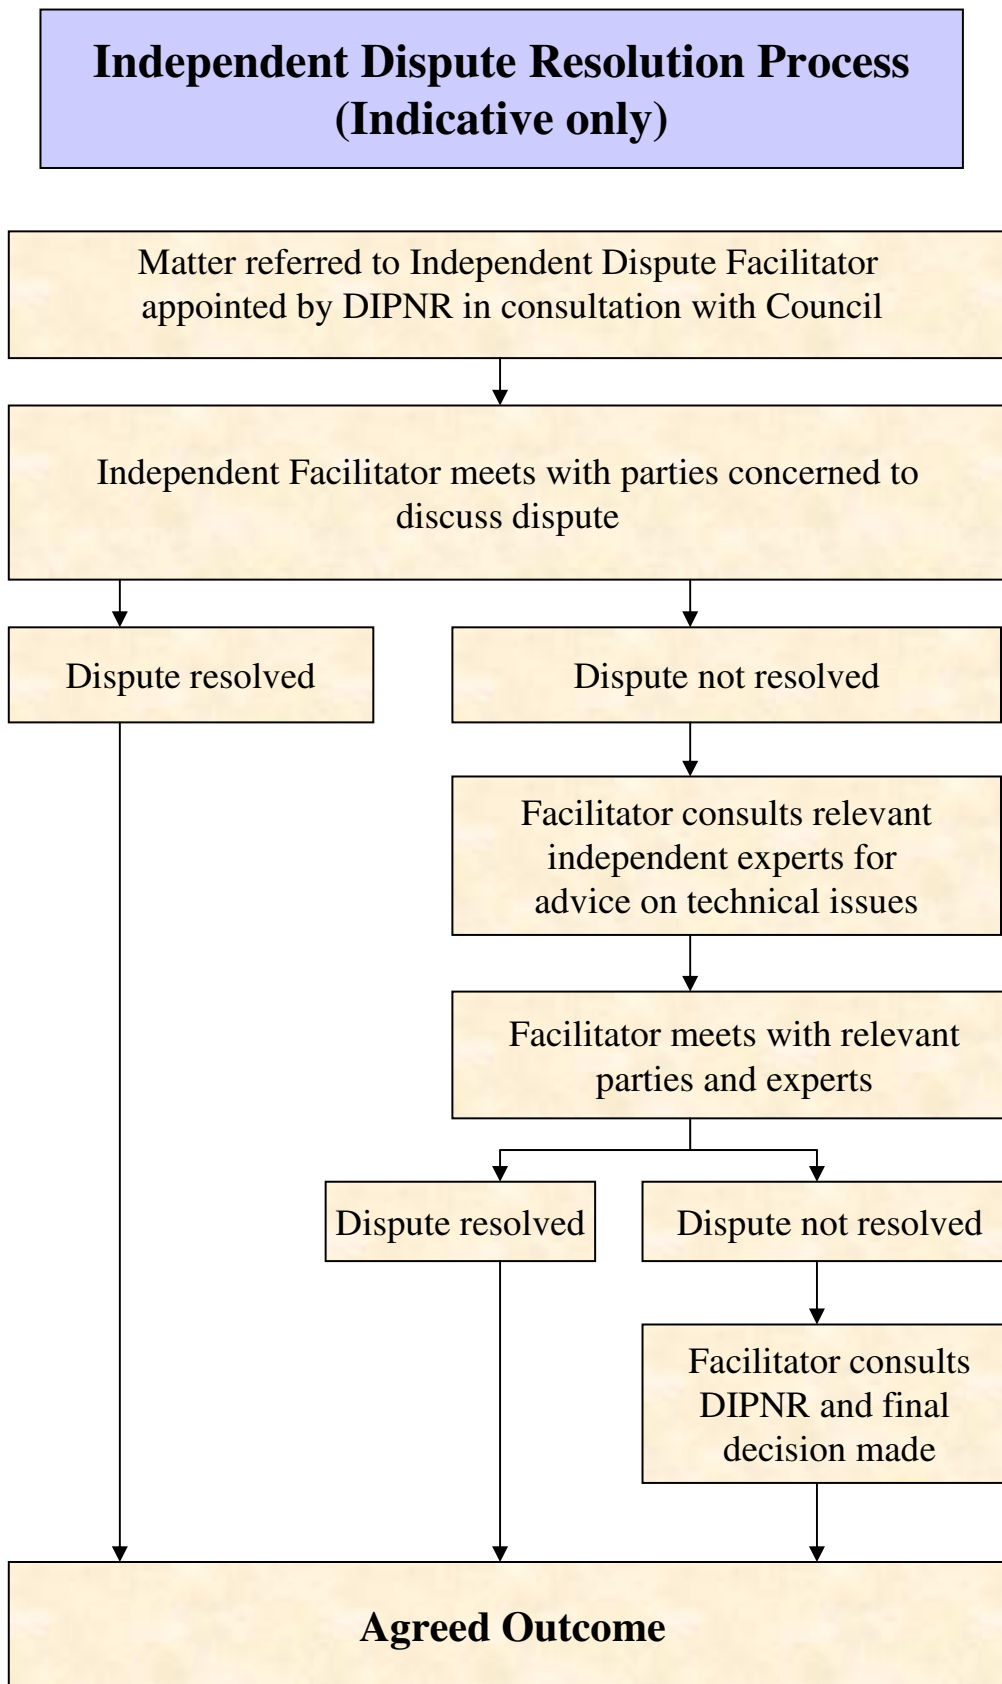 Independent Dispute Resolution Process
(Indicative only)
Matter referred to Independent Dispute Facilitator
appointed by DIPNR in consultation with Council
Independent Facilitator meets with parties concerned to
discuss dispute
Dispute resolved
Dispute not resolved
Facilitator consults relevant
independent experts for
advice on technical issues
Facilitator meets with relevant
parties and experts
Dispute resolved
Dispute not resolved
Facilitator consults
DIPNR and final
decision made
Agreed Outcome